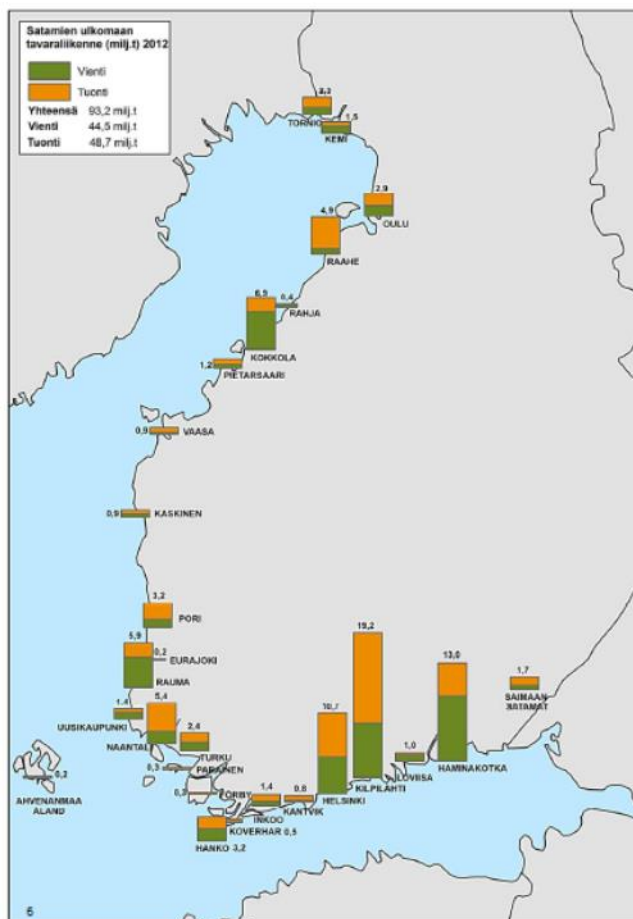 Satamien ulkomaan
tavaraliikenne (milj.t) 2012
Vienti
Tuonti
Yhteensä 93,2 milj.t
Vienti 44,5 milj.t
Tuonti 48,7 milj.t
2,3
TORNIO
1,5
KEMI
2,9
OULU
4,9
RAAHE
6,9
0,4
RAHJA
KOKKOLA
1,2
PIETARSAARI
0,9 VAASA
0,9 KASKINEN
3,2
PORI
5,9
0,2
EURAJOKI
RAUMA
1,4
UUSIKAUPUNKI
5,4
NAANTALI
2,4
TURKU
0,3 PARAINEN
0,2
AHVENANMAA
ÅLAND
FÖRBY
1,4
INKOO
0,8
KANTVIK
KOVERHAR 0,5
HANKO 3,2
10,7
HELSINKI
19,2
KILPILAHTI
1,0
LOVIISA
13,0
HAMINAKOTKA
1,7
SAIMAAN
SATAMAT
6